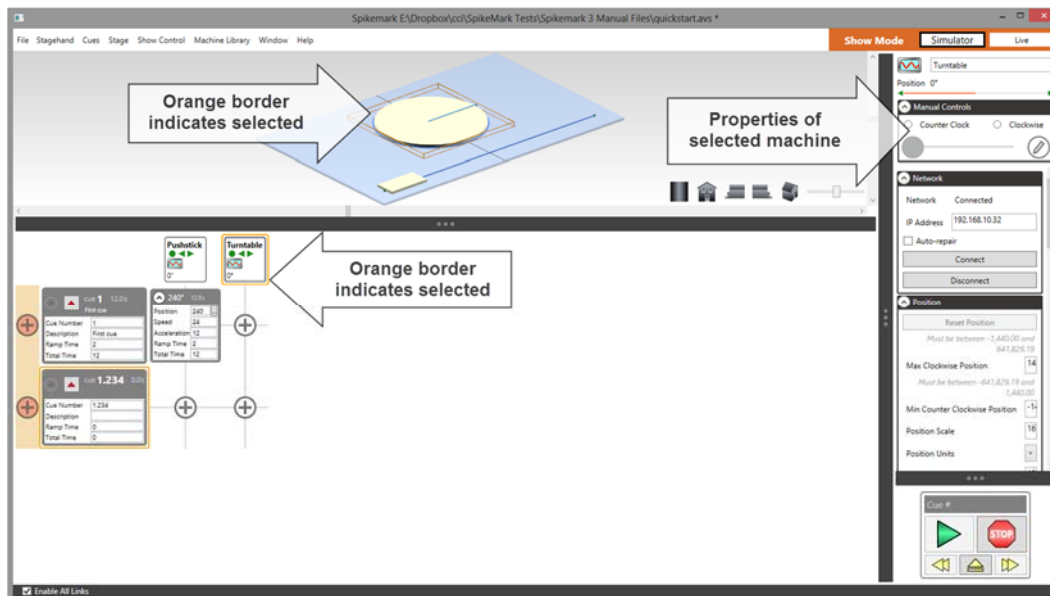 Spikemark E:\Dropbox\cci\SpikeMark Tests\Spikemark 3 Manual Files\quickstart.avs *
File Stagehand Cues Stage Show Control Machine Library Window Help
Show Mode Simulator Live
Orange border
indicates selected
Properties of
selected machine
Turntable
Position 0°
Manual Controls
Counter Clock Clockwise
Network
Network Connected
IP Address 192.168.10.32
Auto-repair
Connect
Disconnect
Position
Reset Position
Must be between -1,440.00 and
641,829.19
Max Clockwise Position 14
Must be between -641,829.19 and
1,440.00
Min Counter Clockwise Position -14
Position Scale 16
Position Units
Pushstick
0"
Turntable
0°
Orange border
indicates selected
cue 1 12.0s
First cue
Cue Number 1
Description First cue
Ramp Time 2
Total Time 12
240" 12.0s
Position 240
Speed 24
Acceleration 12
Ramp Time 2
Total Time 12
cue 1.234 0.0s
Cue Number 1.234
Description
Ramp Time 0
Total Time 0
Cue #
STOP
Enable All Links